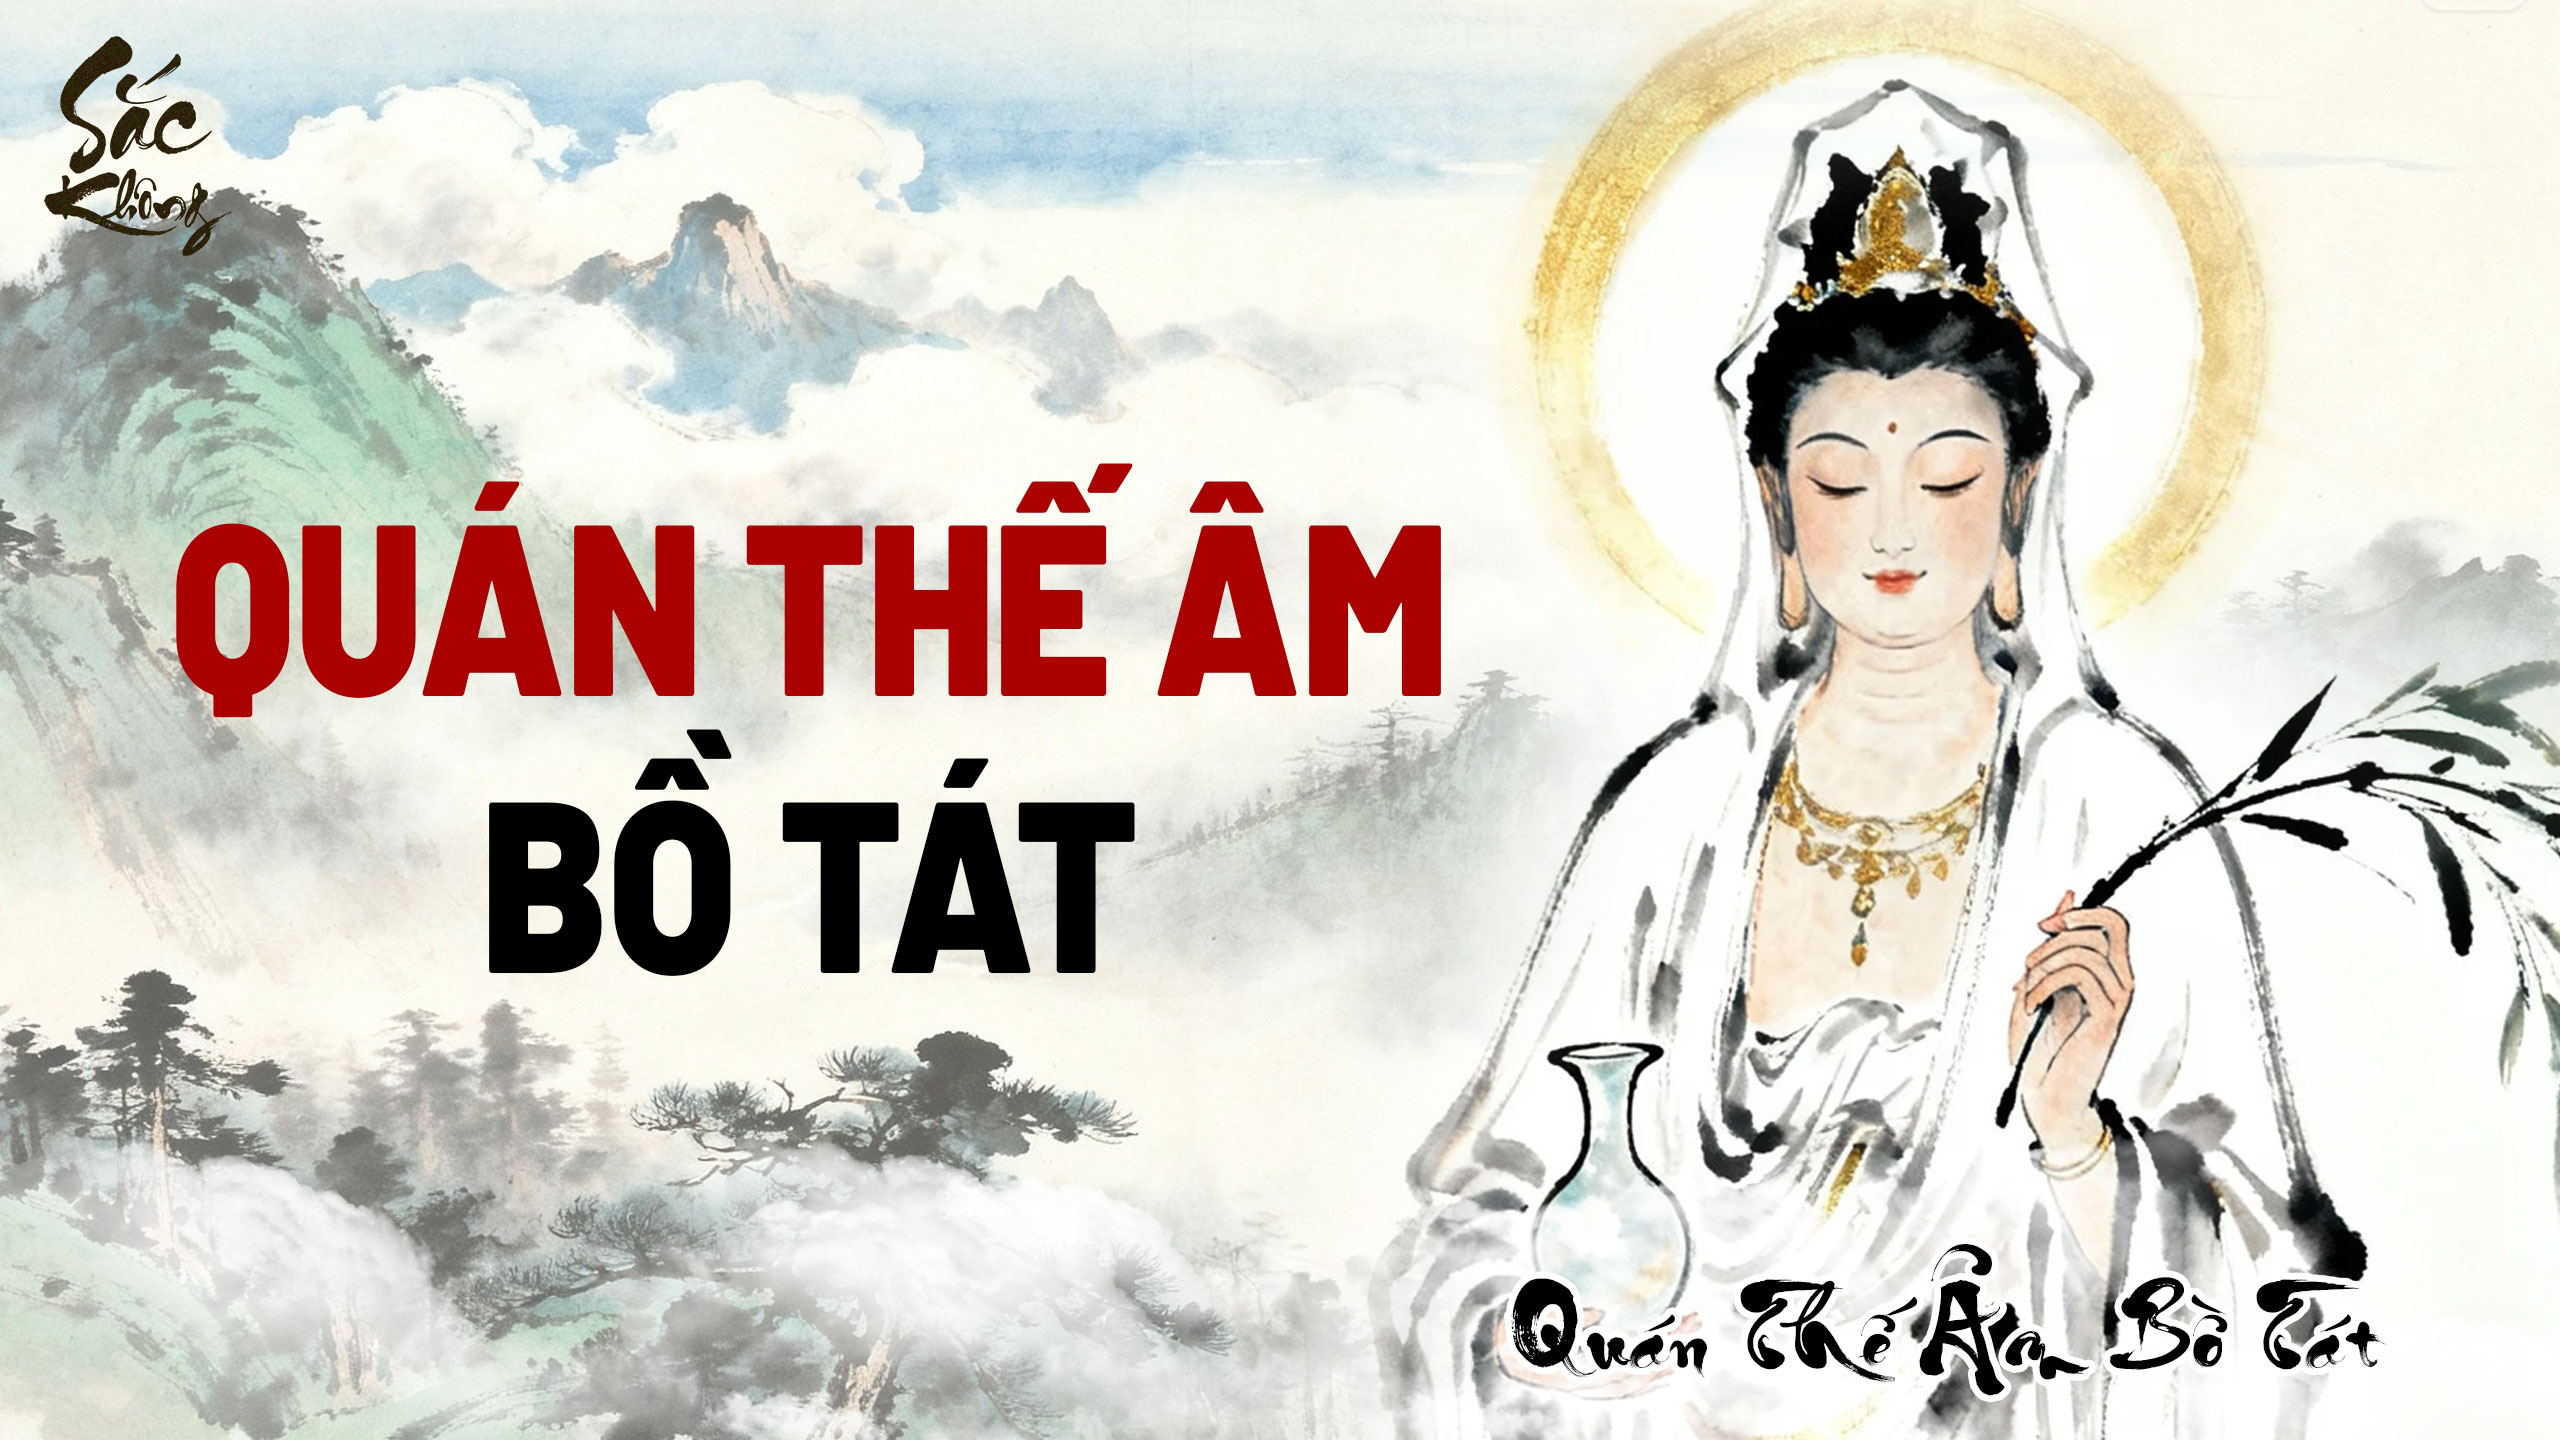 Sắc
Không
QUÁN THẾ ÂM
BỒ TÁT
Quán Thế Âm Bồ Tát